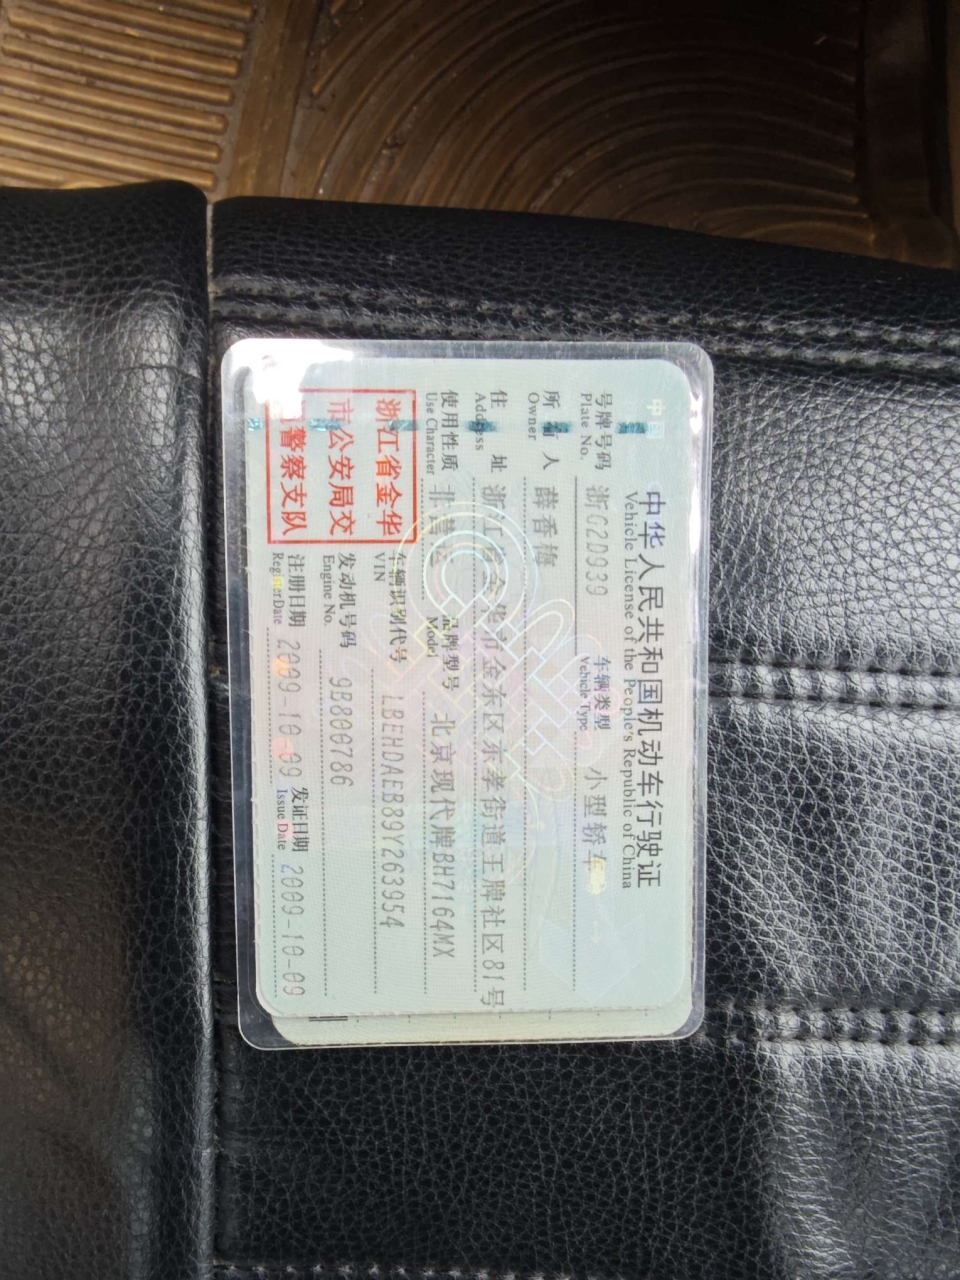 中华人民共和国机动车行驶证
Vehicle License of the People's Republic of China
号牌号码 浙G2D939 车辆类型 小型轿车
Plate No. Vehicle Type
所有人 薛香梅
Owner
住址 浙江省金华市金东区东孝街道王牌社区81号
Address
使用性质 非营运 品牌型号 北京现代牌BH7164MX
Use Character Model
浙江省金华
市公安局交
警察支队
车辆识别代号 LBEHDAEB89Y263954
VIN
发动机号码 9B800786
Engine No.
注册日期 2009-10-09 发证日期 2009-10-09
Register Date Issue Date